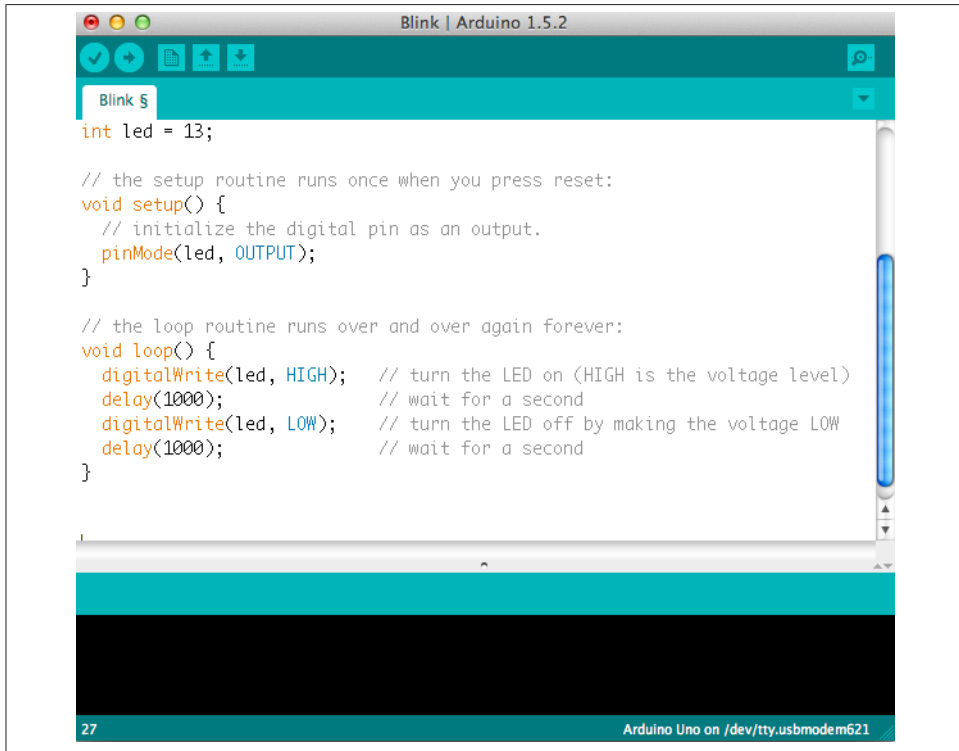 Blink | Arduino 1.5.2
Blink §
int led = 13;
// the setup routine runs once when you press reset:
void setup() {
  // initialize the digital pin as an output.
  pinMode(led, OUTPUT);
}
// the loop routine runs over and over again forever:
void loop() {
  digitalWrite(led, HIGH);   // turn the LED on (HIGH is the voltage level)
  delay(1000);               // wait for a second
  digitalWrite(led, LOW);    // turn the LED off by making the voltage LOW
  delay(1000);               // wait for a second
}
27 Arduino Uno on /dev/tty.usbmodem621